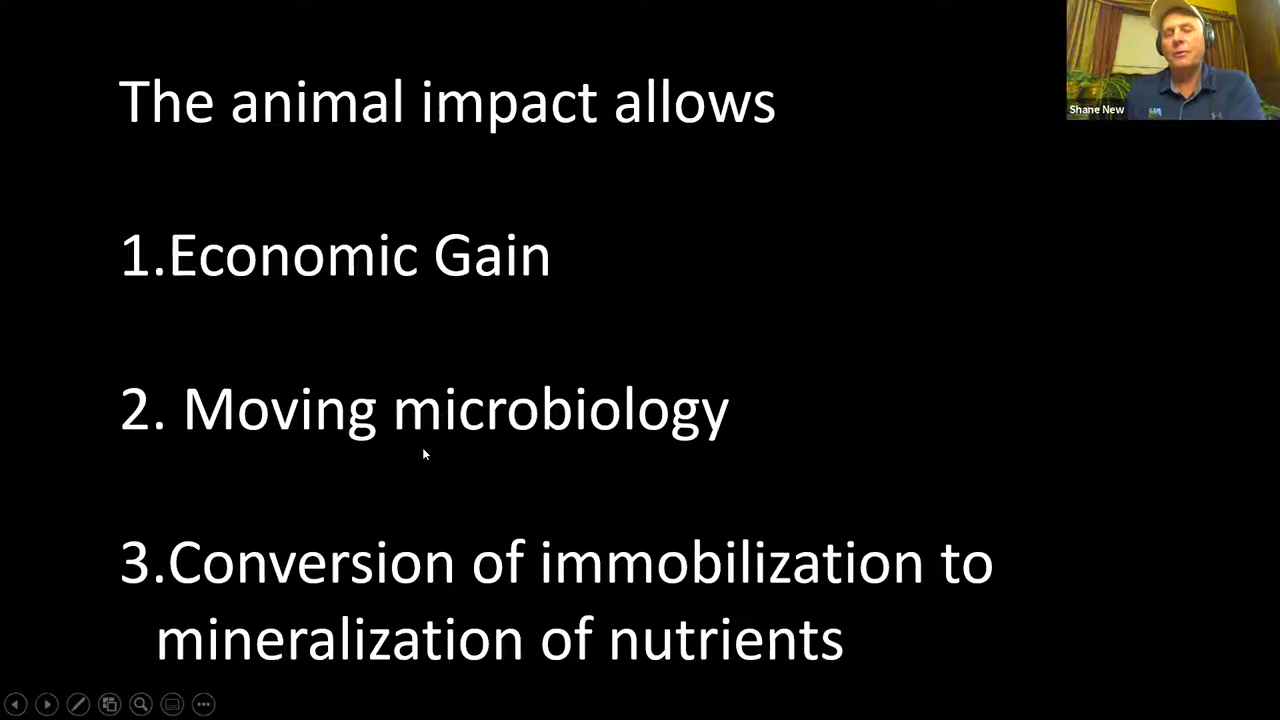 The animal impact allows
Shane New
1.Economic Gain
2. Moving microbiology
3.Conversion of immobilization to
mineralization of nutrients